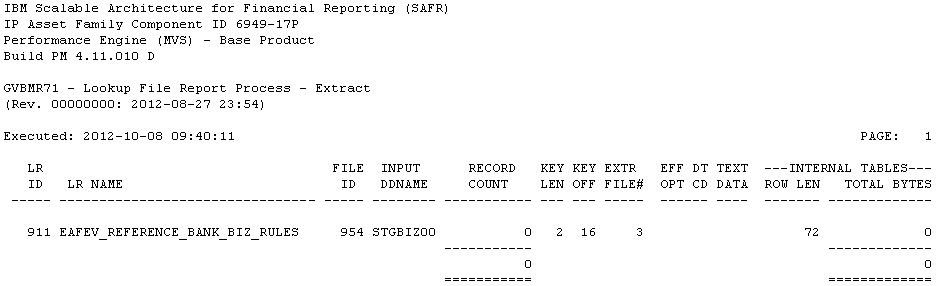 IBM Scalable Architecture for Financial Reporting (SAFR)
IP Asset Family Component ID 6949-17P
Performance Engine (MVS) - Base Product
Build PM 4.11.010 D
GVBMR71 - Lookup File Report Process - Extract
(Rev. 00000000: 2012-08-27 23:54)
Executed: 2012-10-08 09:40:11 PAGE: 1
LR FILE INPUT RECORD KEY KEY EXTR EFF DT TEXT ---INTERNAL TABLES---
ID LR NAME ID DDNAME COUNT LEN OFF FILE# OPT CD DATA ROW LEN TOTAL BYTES
----- -------------------------------- ----- -------- ----------- --- --- ----- --- -- ---- ------- -------------
911 EAFEV_REFERENCE_BANK_BIZ_RULES 954 STGBIZ00 0 2 16 3 72 0
----------- -------------
0 0
=========== =============